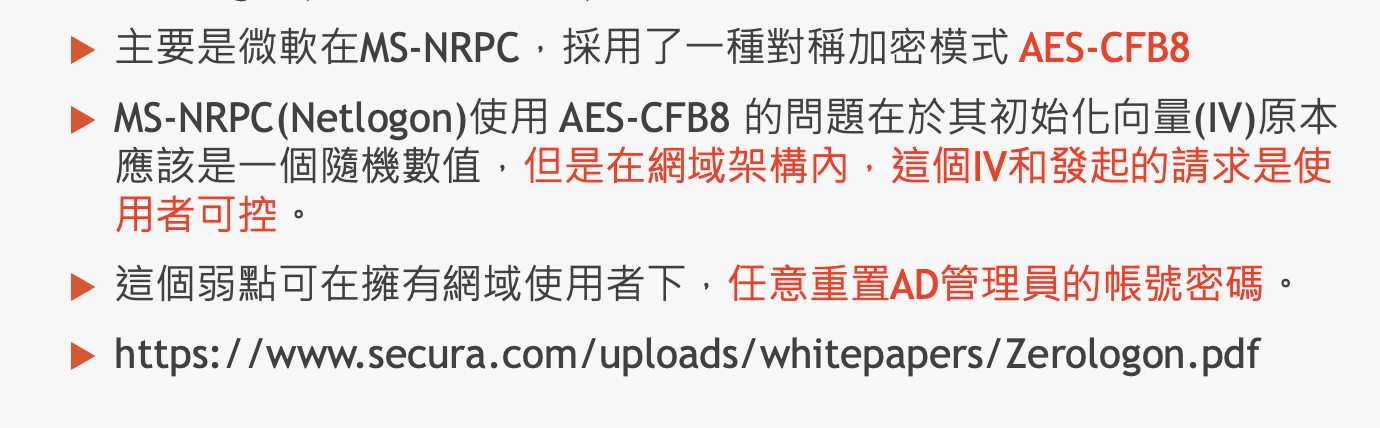 主要是微軟在MS-NRPC，採用了一種對稱加密模式 AES-CFB8
MS-NRPC(Netlogon)使用 AES-CFB8 的問題在於其初始化向量(IV)原本
應該是一個隨機數值，但是在網域架構內，這個IV和發起的請求是使
用者可控。
這個弱點可在擁有網域使用者下，任意重置AD管理員的帳號密碼。
https://www.secura.com/uploads/whitepapers/Zerologon.pdf